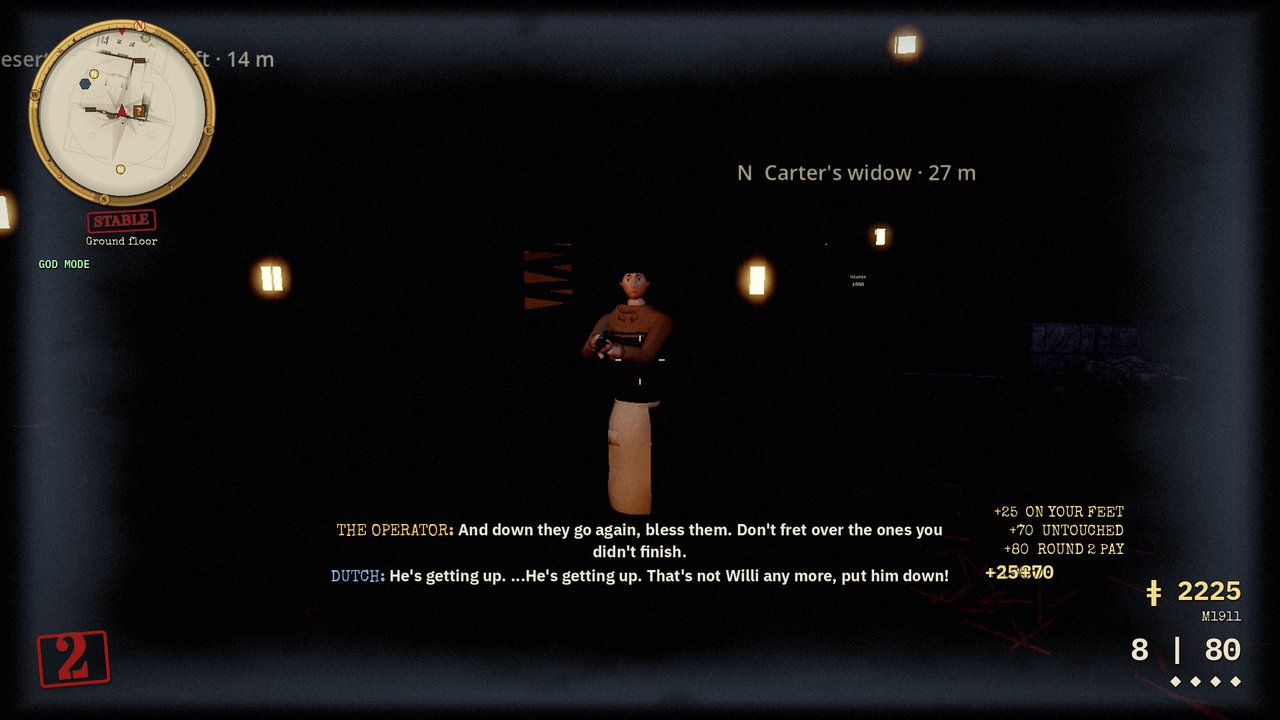 ft · 14 m
N
N Carter's widow · 27 m
STABLE
Ground floor
GOD MODE
THE OPERATOR: And down they go again, bless them. Don't fret over the ones you
didn't finish.
DUTCH: He's getting up. ...He's getting up. That's not Willi any more, put him down!
+25 ON YOUR FEET
+70 UNTOUCHED
+80 ROUND 2 PAY
2225
M1911
8 | 80
2